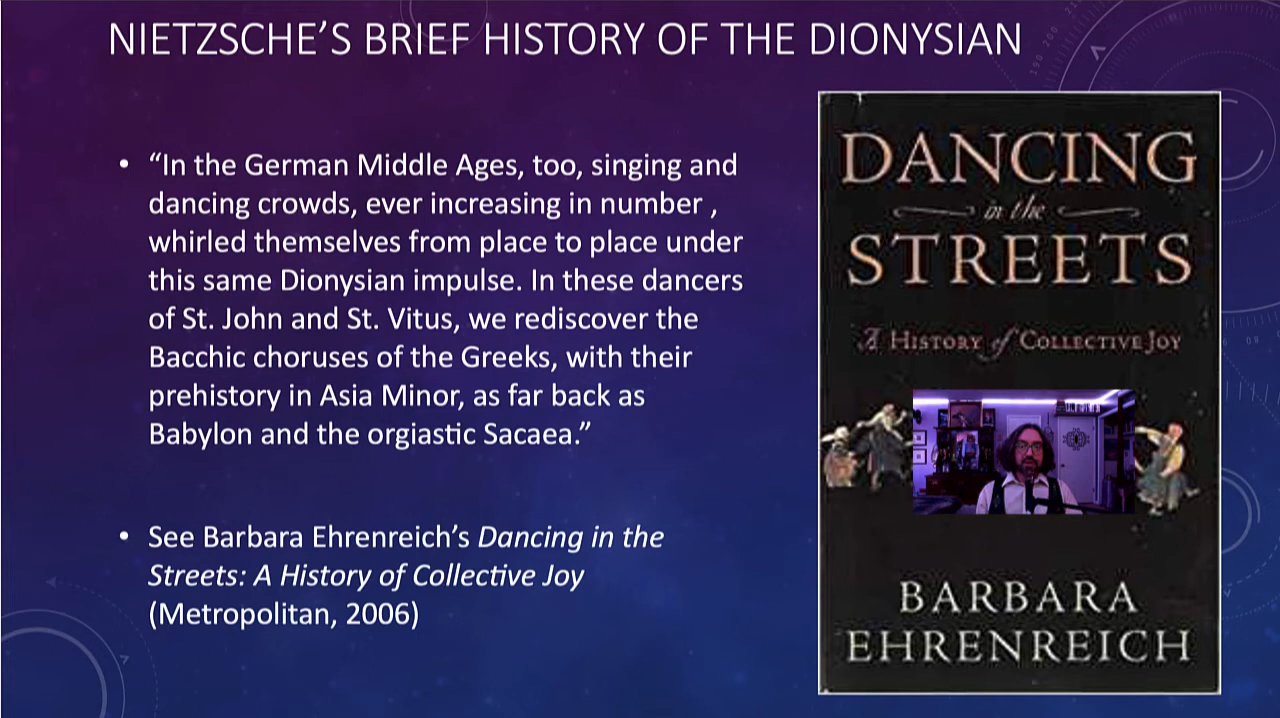 NIETZSCHE’S BRIEF HISTORY OF THE DIONYSIAN
• “In the German Middle Ages, too, singing and
dancing crowds, ever increasing in number ,
whirled themselves from place to place under
this same Dionysian impulse. In these dancers
of St. John and St. Vitus, we rediscover the
Bacchic choruses of the Greeks, with their
prehistory in Asia Minor, as far back as
Babylon and the orgiastic Sacaea.”
• See Barbara Ehrenreich’s Dancing in the
Streets: A History of Collective Joy
(Metropolitan, 2006)
DANCING
in the
STREETS
A HISTORY of COLLECTIVE JOY
BARBARA
EHRENREICH